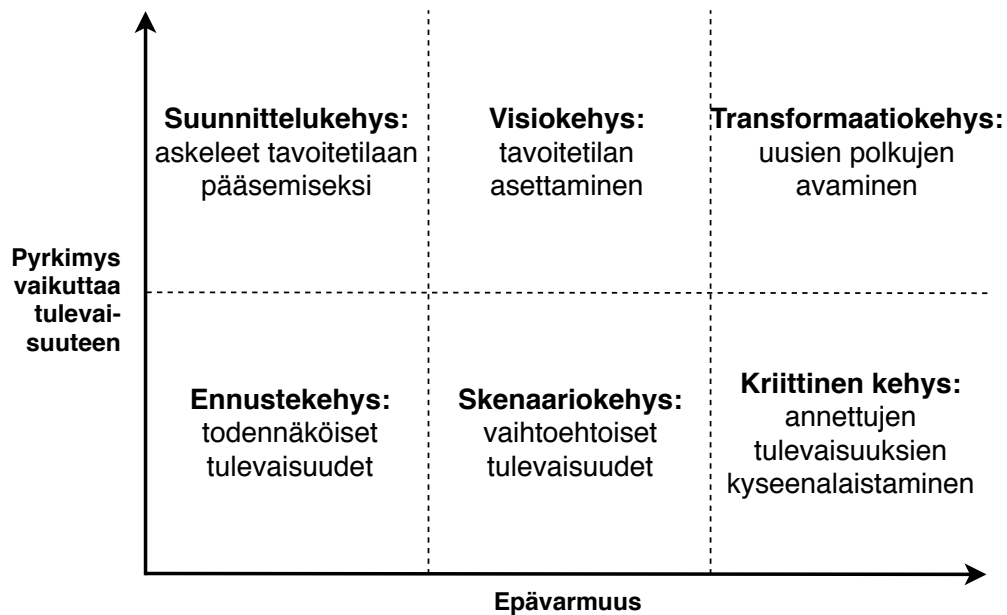 Suunnittelukehys:
askeleet tavoitetilaan
pääsemiseksi
Visiokehys:
tavoitetilan
asettaminen
Transformaatiokehys:
uusien polkujen
avaminen
Pyrkimys
vaikuttaa
tulevai-
suuteen
Ennustekehys:
todennäköiset
tulevaisuudet
Skenaariokehys:
vaihtoehtoiset
tulevaisuudet
Kriittinen kehys:
annettujen
tulevaisuuksien
kyseenalaistaminen
Epävarmuus